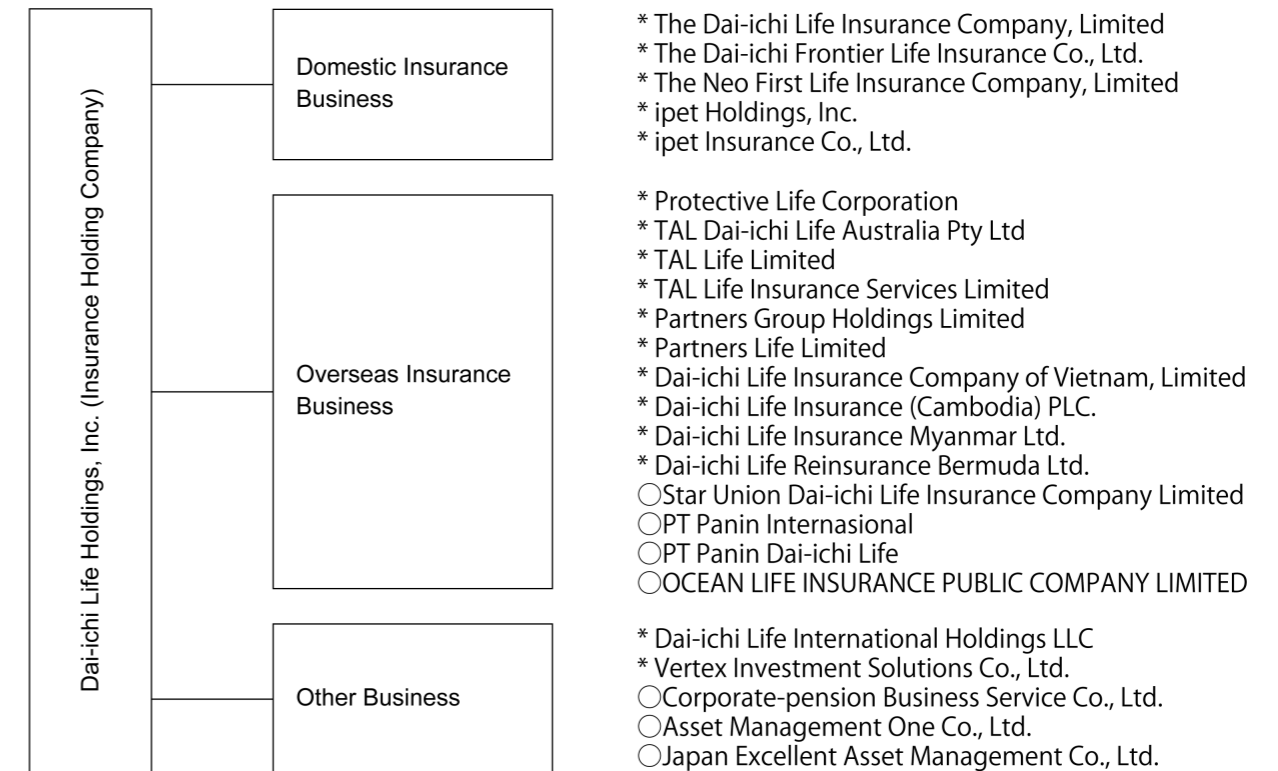 Dai-ichi Life Holdings, Inc. (Insurance Holding Company)
Domestic Insurance
Business
* The Dai-ichi Life Insurance Company, Limited
* The Dai-ichi Frontier Life Insurance Co., Ltd.
* The Neo First Life Insurance Company, Limited
* ipet Holdings, Inc.
* ipet Insurance Co., Ltd.
Overseas Insurance
Business
* Protective Life Corporation
* TAL Dai-ichi Life Australia Pty Ltd
* TAL Life Limited
* TAL Life Insurance Services Limited
* Partners Group Holdings Limited
* Partners Life Limited
* Dai-ichi Life Insurance Company of Vietnam, Limited
* Dai-ichi Life Insurance (Cambodia) PLC.
* Dai-ichi Life Insurance Myanmar Ltd.
* Dai-ichi Life Reinsurance Bermuda Ltd.
○Star Union Dai-ichi Life Insurance Company Limited
○PT Panin Internasional
○PT Panin Dai-ichi Life
○OCEAN LIFE INSURANCE PUBLIC COMPANY LIMITED
Other Business
* Dai-ichi Life International Holdings LLC
* Vertex Investment Solutions Co., Ltd.
○Corporate-pension Business Service Co., Ltd.
○Asset Management One Co., Ltd.
○Japan Excellent Asset Management Co., Ltd.